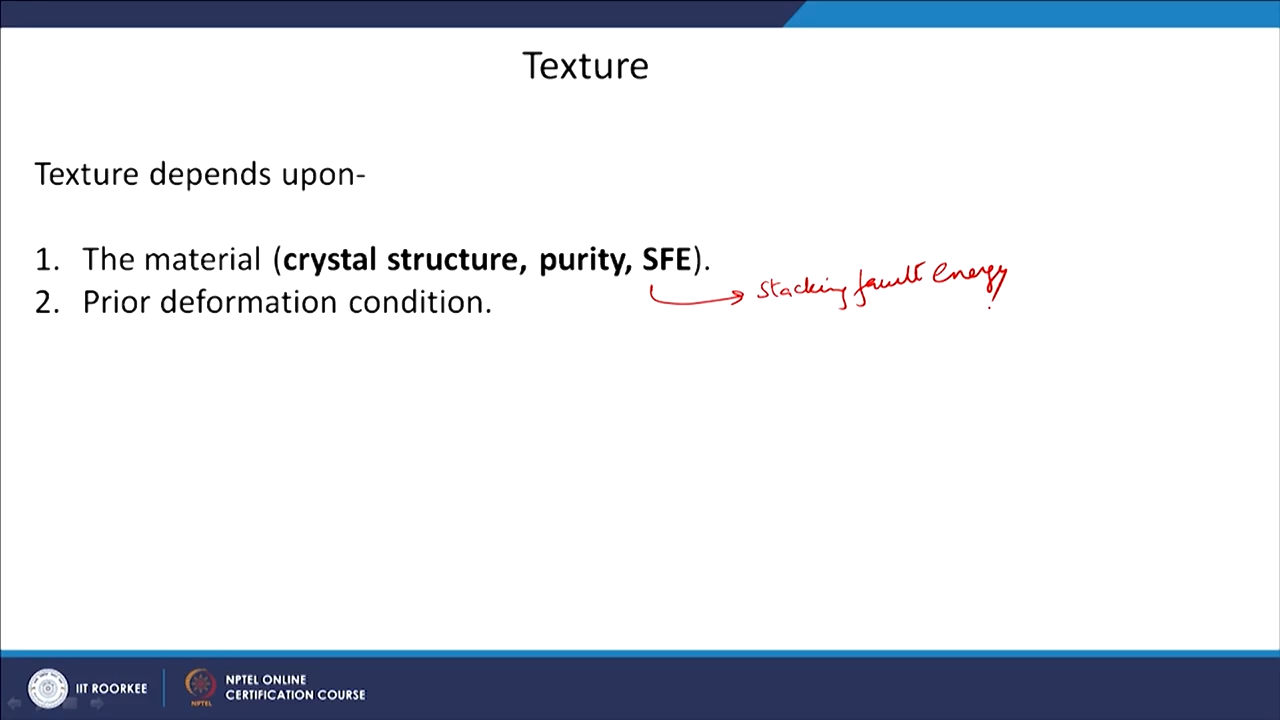 Texture
Texture depends upon-
1. The material (crystal structure, purity, SFE).
stacking fault energy
2. Prior deformation condition.
IIT ROORKEE
NPTEL
NPTEL ONLINE
CERTIFICATION COURSE